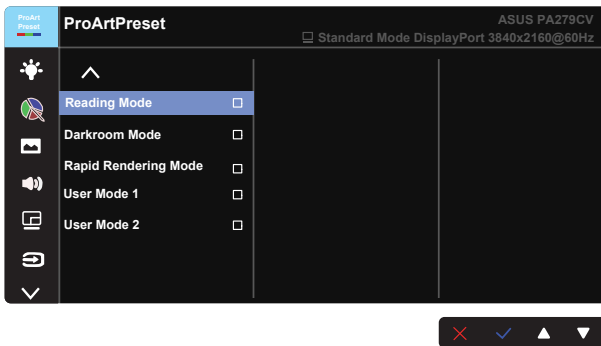 ProArt
Preset
ProArtPreset
ASUS PA279CV
Standard Mode DisplayPort 3840x2160@60Hz
Reading Mode
Darkroom Mode
Rapid Rendering Mode
User Mode 1
User Mode 2